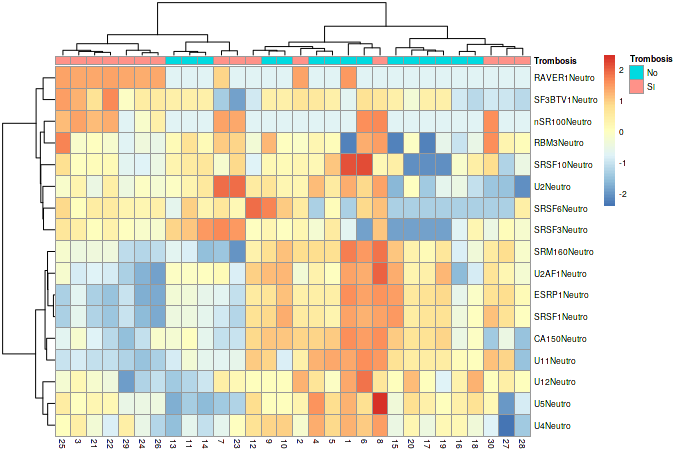 Trombosis
RAVER1Neutro
SF3BTV1Neutro
nSR100Neutro
RBM3Neutro
SRSF10Neutro
U2Neutro
SRSF6Neutro
SRSF3Neutro
SRM160Neutro
U2AF1Neutro
ESRP1Neutro
SRSF1Neutro
CA150Neutro
U11Neutro
U12Neutro
U5Neutro
U4Neutro
25 3 21 22 29 24 26 13 11 14 7 23 12 9 10 2 4 5 1 6 8 15 20 17 19 16 18 30 27 28
2
1
0
-1
-2
Trombosis
No
SI